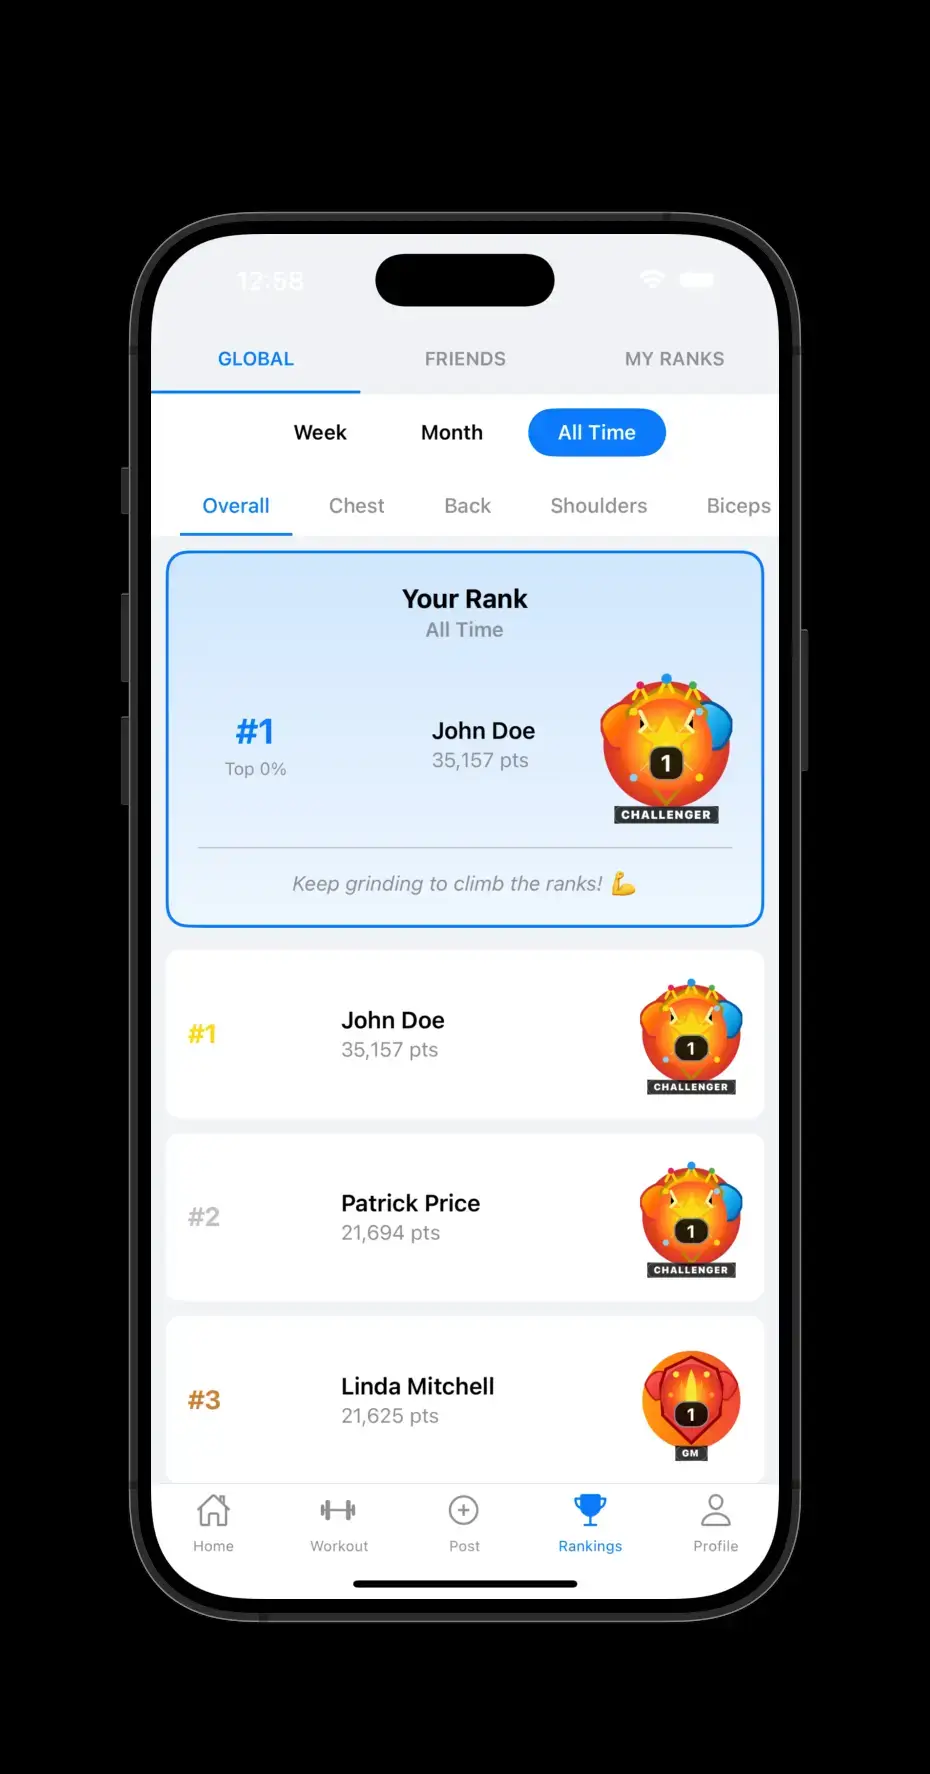 12:58
GLOBAL FRIENDS MY RANKS
Week Month All Time
Overall Chest Back Shoulders Biceps
Your Rank
All Time
#1
Top 0%
John Doe
35,157 pts
1
CHALLENGER
Keep grinding to climb the ranks! 💪
#1
John Doe
35,157 pts
1
CHALLENGER
#2
Patrick Price
21,694 pts
1
CHALLENGER
#3
Linda Mitchell
21,625 pts
1
GM
Home Workout Post Rankings Profile